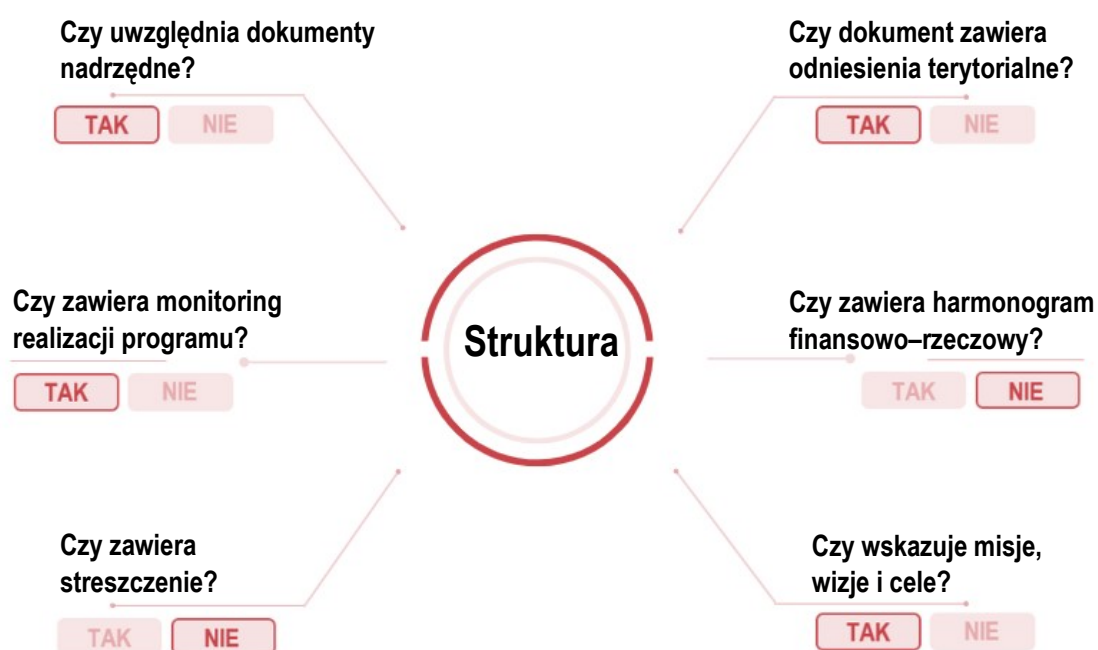 Czy uwzględnia dokumenty
nadrzędne?
TAK NIE
Czy dokument zawiera
odniesienia terytorialne?
TAK NIE
Czy zawiera monitoring
realizacji programu?
TAK NIE
Struktura
Czy zawiera harmonogram
finansowo–rzeczowy?
TAK NIE
Czy zawiera
streszczenie?
TAK NIE
Czy wskazuje misje,
wizje i cele?
TAK NIE